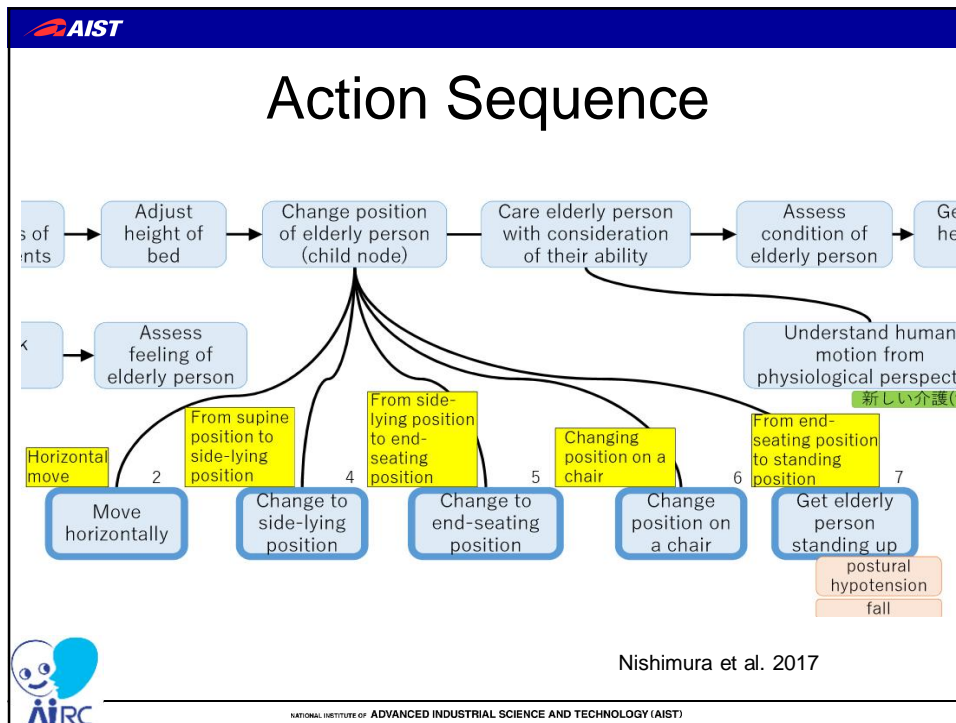 AIST
Action Sequence
s of
ents
Adjust
height of
bed
Change position
of elderly person
(child node)
Care elderly person
with consideration
of their ability
Assess
condition of
elderly person
Ge
he
k
Assess
feeling of
elderly person
Understand human
motion from
physiological perspect
新しい介護(
Horizontal
move
From supine
position to
side-lying
position
From side-
lying position
to end-
seating
position
Changing
position on a
chair
From end-
seating position
to standing
position
2
4
5
6
7
Move
horizontally
Change to
side-lying
position
Change to
end-seating
position
Change
position on
a chair
Get elderly
person
standing up
postural
hypotension
fall
Nishimura et al. 2017
AIRC
NATIONAL INSTITUTE OF ADVANCED INDUSTRIAL SCIENCE AND TECHNOLOGY (AIST)